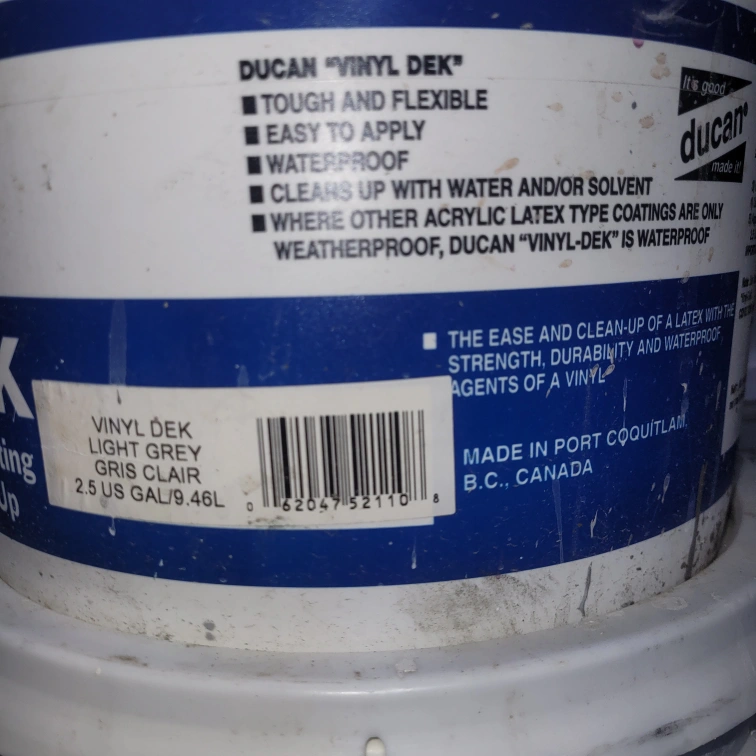 DUCAN "VINYL DEK"
■ TOUGH AND FLEXIBLE
■ EASY TO APPLY
■ WATERPROOF
■ CLEANS UP WITH WATER AND/OR SOLVENT
■ WHERE OTHER ACRYLIC LATEX TYPE COATINGS ARE ONLY
WEATHERPROOF, DUCAN "VINYL-DEK" IS WATERPROOF
It's good
ducan
made it!
■ THE EASE AND CLEAN-UP OF A LATEX WITH THE
STRENGTH, DURABILITY AND WATERPROOF
AGENTS OF A VINYL
MADE IN PORT COQUITLAM,
B.C., CANADA
K
ting
Up
VINYL DEK
LIGHT GREY
GRIS CLAIR
2.5 US GAL/9.46L
0 62047 52110 8